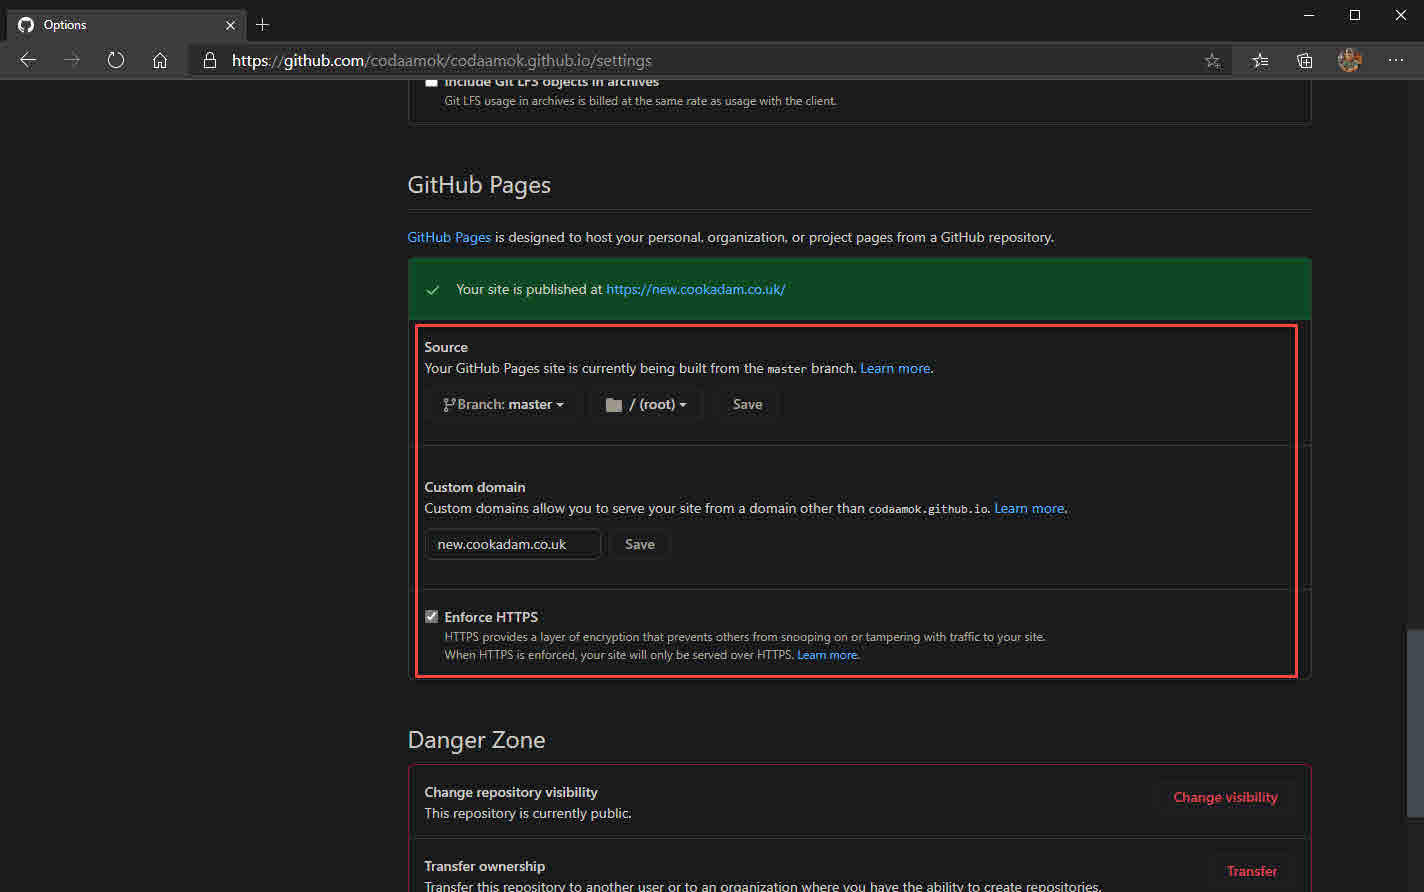 Options
https://github.com/codaamok/codaamok.github.io/settings
Include Git LFS objects in archives
Git LFS usage in archives is billed at the same rate as usage with the client.
GitHub Pages
GitHub Pages is designed to host your personal, organization, or project pages from a GitHub repository.
Your site is published at https://new.cookadam.co.uk/
Source
Your GitHub Pages site is currently being built from the master branch. Learn more.
Branch: master / (root) Save
Custom domain
Custom domains allow you to serve your site from a domain other than codaamok.github.io. Learn more.
new.cookadam.co.uk Save
Enforce HTTPS
HTTPS provides a layer of encryption that prevents others from snooping on or tampering with traffic to your site.
When HTTPS is enforced, your site will only be served over HTTPS. Learn more.
Danger Zone
Change repository visibility
This repository is currently public.
Change visibility
Transfer ownership
Transfer this repository to another user or to an organization where you have the ability to create repositories.
Transfer